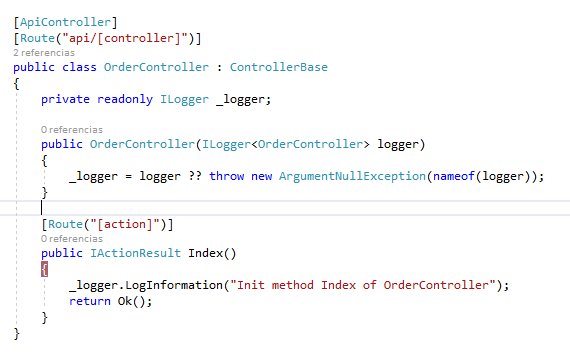 [ApiController]
[Route("api/[controller]")]
2 referencias
public class OrderController : ControllerBase
{
    private readonly ILogger _logger;

    0 referencias
    public OrderController(ILogger<OrderController> logger)
    {
        _logger = logger ?? throw new ArgumentNullException(nameof(logger));
    }

    [Route("[action]")]
    0 referencias
    public IActionResult Index()
    {
        _logger.LogInformation("Init method Index of OrderController");
        return Ok();
    }
}